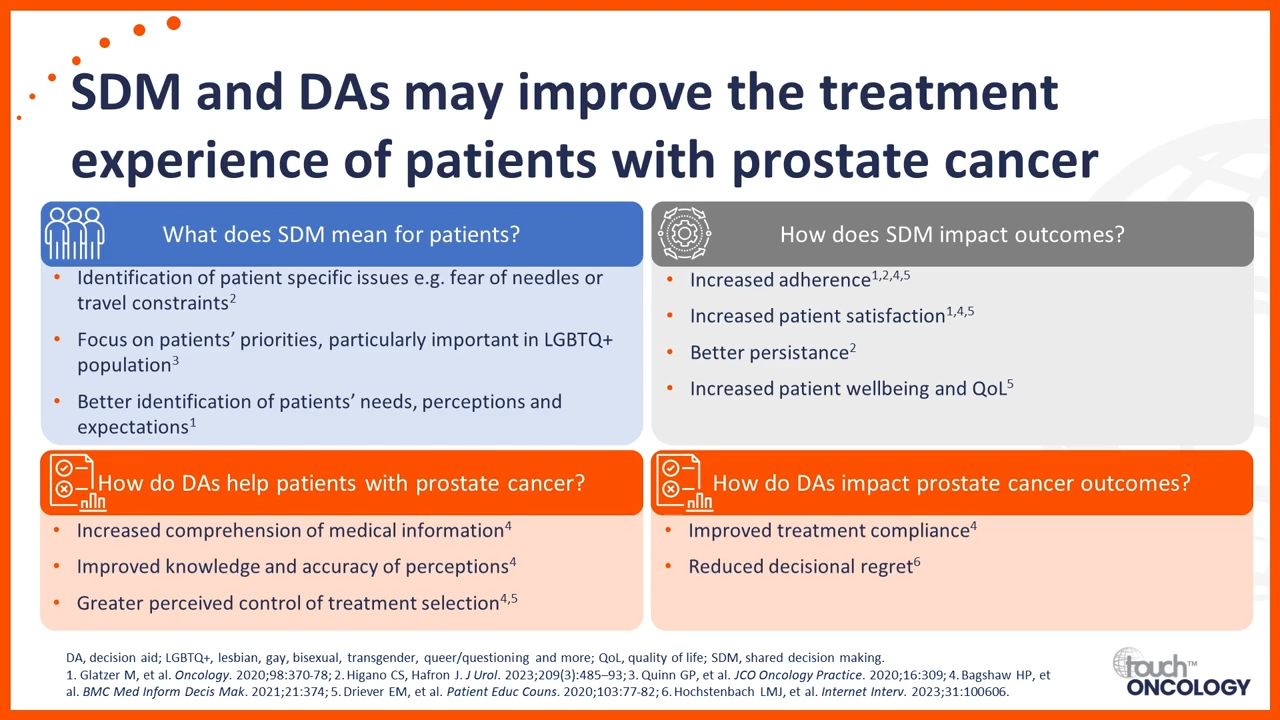 SDM and DAs may improve the treatment
experience of patients with prostate cancer
What does SDM mean for patients?
• Identification of patient specific issues e.g. fear of needles or
travel constraints2
• Focus on patients’ priorities, particularly important in LGBTQ+
population3
• Better identification of patients’ needs, perceptions and
expectations1
How does SDM impact outcomes?
• Increased adherence1,2,4,5
• Increased patient satisfaction1,4,5
• Better persistance2
• Increased patient wellbeing and QoL5
How do DAs help patients with prostate cancer?
• Increased comprehension of medical information4
• Improved knowledge and accuracy of perceptions4
• Greater perceived control of treatment selection4,5
How do DAs impact prostate cancer outcomes?
• Improved treatment compliance4
• Reduced decisional regret6
DA, decision aid; LGBTQ+, lesbian, gay, bisexual, transgender, queer/questioning and more; QoL, quality of life; SDM, shared decision making.
1. Glatzer M, et al. Oncology. 2020;98:370-78; 2. Higano CS, Hafron J. J Urol. 2023;209(3):485–93; 3. Quinn GP, et al. JCO Oncology Practice. 2020;16:309; 4. Bagshaw HP, et
al. BMC Med Inform Decis Mak. 2021;21:374; 5. Driever EM, et al. Patient Educ Couns. 2020;103:77-82; 6. Hochstenbach LMJ, et al. Internet Interv. 2023;31:100606.
touch™
ONCOLOGY